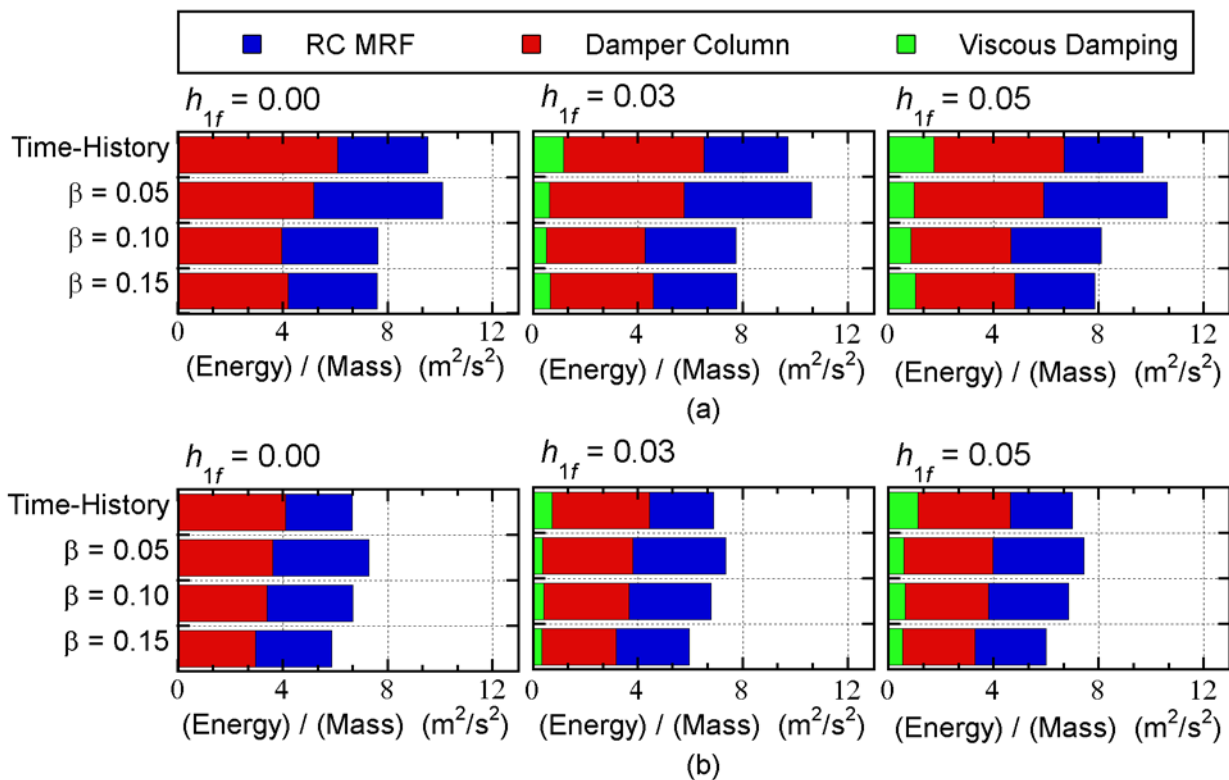 RC MRF Damper Column Viscous Damping
h1f = 0.00 h1f = 0.03 h1f = 0.05
Time-History
β = 0.05
β = 0.10
β = 0.15
0 4 8 12 0 4 8 12 0 4 8 12
(Energy) / (Mass) (m²/s²) (Energy) / (Mass) (m²/s²) (Energy) / (Mass) (m²/s²)
(a)
h1f = 0.00 h1f = 0.03 h1f = 0.05
Time-History
β = 0.05
β = 0.10
β = 0.15
0 4 8 12 0 4 8 12 0 4 8 12
(Energy) / (Mass) (m²/s²) (Energy) / (Mass) (m²/s²) (Energy) / (Mass) (m²/s²)
(b)